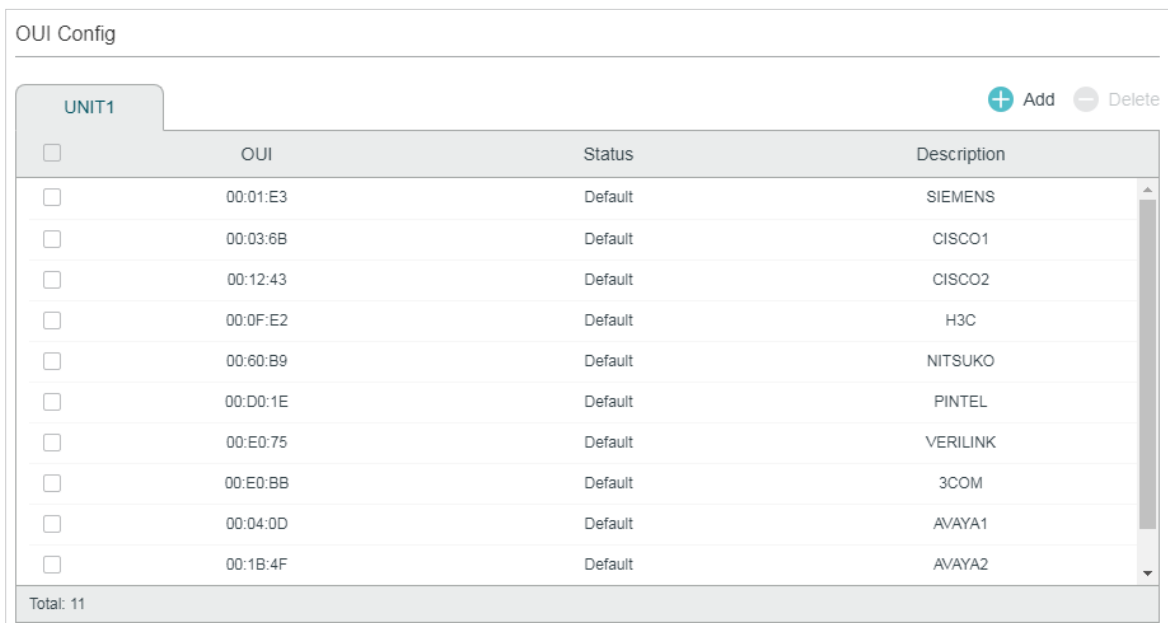 OUI Config
UNIT1 Add Delete
OUI Status Description
00:01:E3 Default SIEMENS
00:03:6B Default CISCO1
00:12:43 Default CISCO2
00:0F:E2 Default H3C
00:60:B9 Default NITSUKO
00:D0:1E Default PINTEL
00:E0:75 Default VERILINK
00:E0:BB Default 3COM
00:04:0D Default AVAYA1
00:1B:4F Default AVAYA2
Total: 11